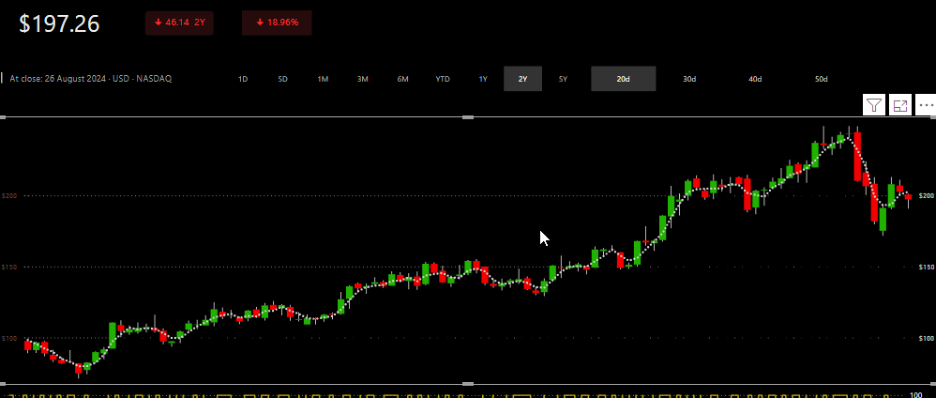 $197.26 46.14 2Y 18.96%
At close: 26 August 2024 - USD - NASDAQ 1D 5D 1M 3M 6M YTD 1Y 2Y 5Y 20d 30d 40d 50d
$200 $200
$150 $150
$100 $100
100